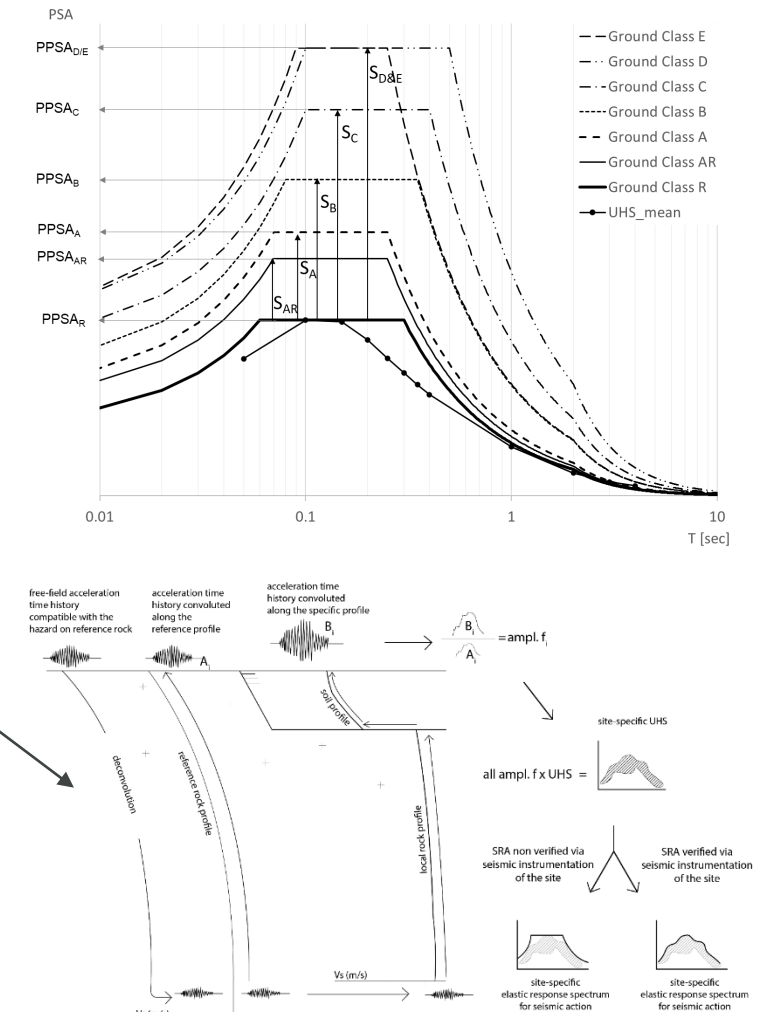 PSA
PPSA_D/E
PPSA_C
PPSA_B
PPSA_A
PPSA_AR
PPSA_R
S_D&E
S_C
S_B
S_A
S_AR
Ground Class E
Ground Class D
Ground Class C
Ground Class B
Ground Class A
Ground Class AR
Ground Class R
UHS_mean
0.01
0.1
1
10
T [sec]
free-field acceleration
time history
compatible with the
hazard on reference rock
acceleration time
history convoluted
along the
reference profile
A_i
acceleration time
history convoluted
along the specific profile
B_i
B_i
A_i
=ampl. f_i
soil profile
deconvolution
reference rock profile
local rock profile
Vs (m/s)
site-specific UHS
all ampl. f x UHS =
SRA non verified via
seismic instrumentation
of the site
SRA verified via
seismic instrumentation
of the site
site-specific
elastic response spectrum
for seismic action
site-specific
elastic response spectrum
for seismic action